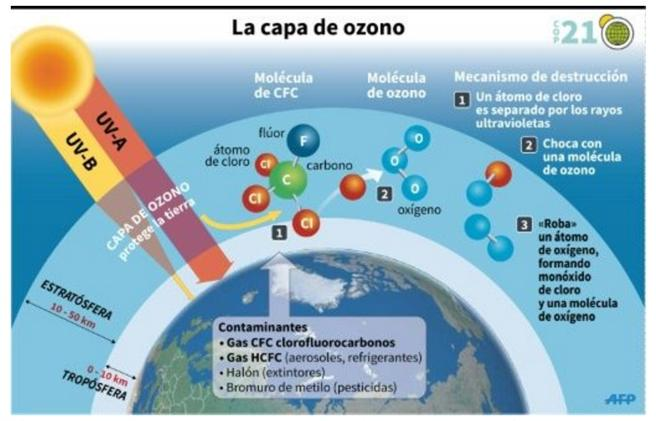 La capa de ozono
COP
21
UV-B
UV-A
CAPA DE OZONO
protege la tierra
Molécula
de CFC
flúor
átomo
de cloro
carbono
F
Cl
C
Cl
Cl
1
Molécula
de ozono
O
O
O
2
oxígeno
Mecanismo de destrucción
1 Un átomo de cloro
es separado por los rayos
ultravioletas
2 Choca con
una molécula
de ozono
3 «Roba»
un átomo
de oxígeno,
formando
monóxido
de cloro
y una molécula
de oxígeno
ESTRATÓSFERA
10 - 50 km
0 - 10 km
TROPÓSFERA
Contaminantes
• Gas CFC clorofluorocarbonos
• Gas HCFC (aerosoles, refrigerantes)
• Halón (extintores)
• Bromuro de metilo (pesticidas)
AFP